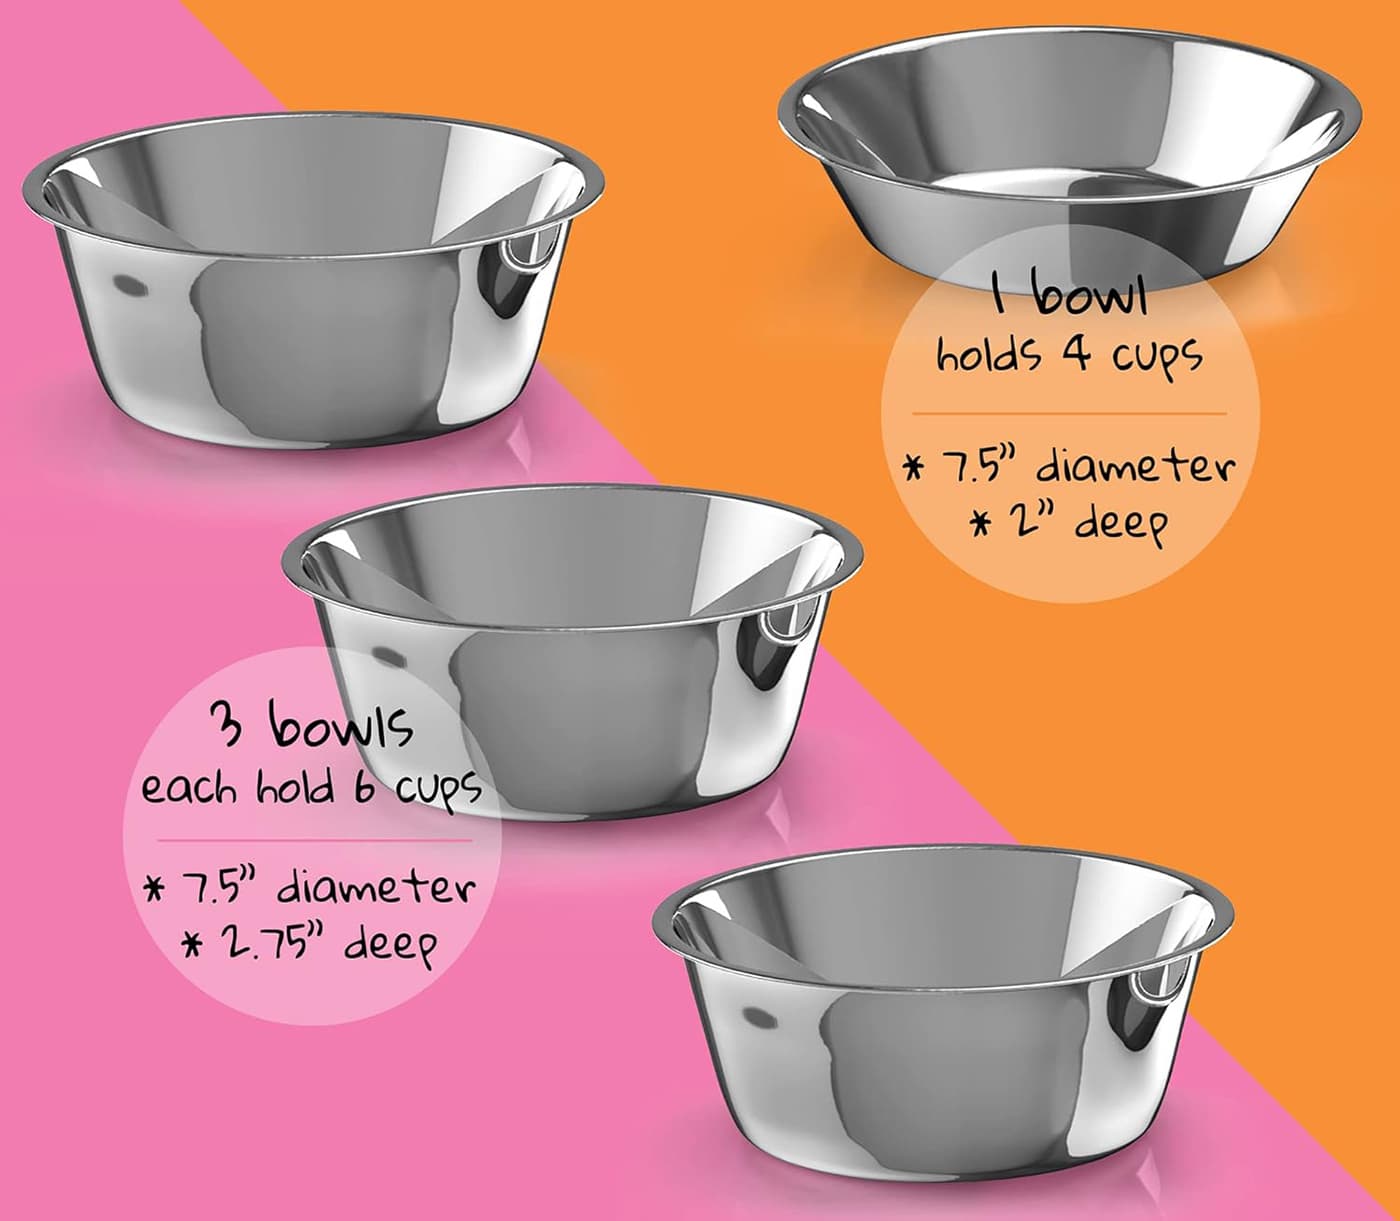 1 bowl
holds 4 cups
* 7.5” diameter
* 2” deep
3 bowls
each hold 6 cups
* 7.5” diameter
* 2.75” deep